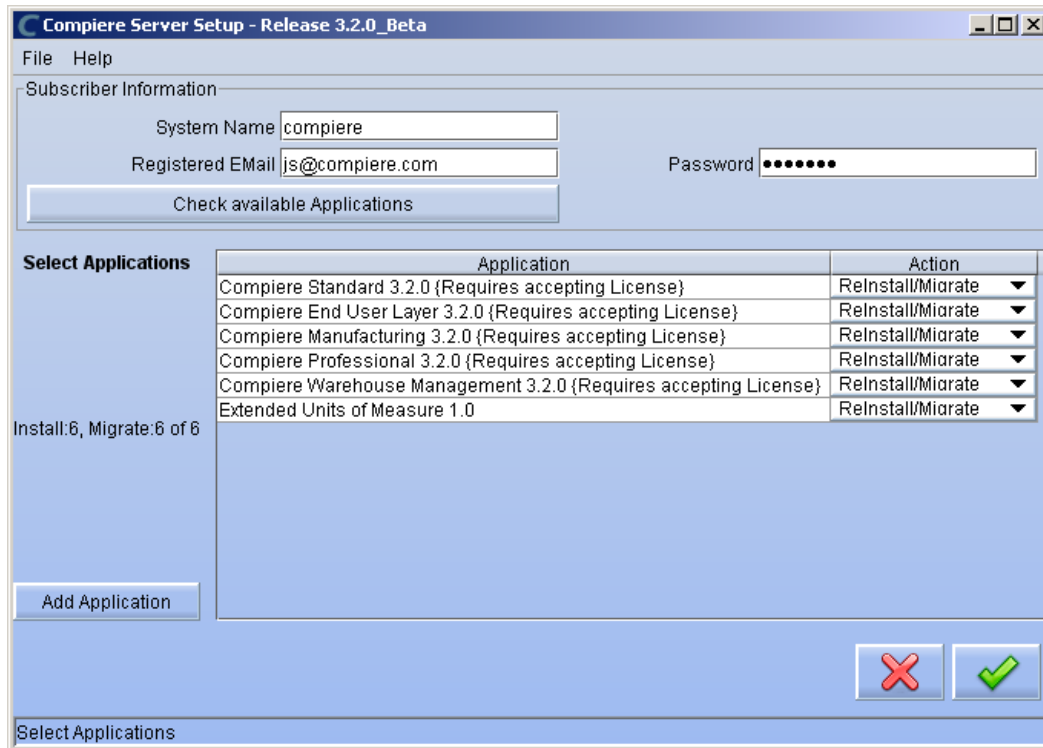 Compiere Server Setup - Release 3.2.0_Beta
File Help
Subscriber Information
System Name compiere
Registered EMail js@compiere.com Password •••••••
Check available Applications
Select Applications
Application Action
Compiere Standard 3.2.0 {Requires accepting License} ReInstall/Migrate
Compiere End User Layer 3.2.0 {Requires accepting License} ReInstall/Migrate
Compiere Manufacturing 3.2.0 {Requires accepting License} ReInstall/Migrate
Compiere Professional 3.2.0 {Requires accepting License} ReInstall/Migrate
Compiere Warehouse Management 3.2.0 {Requires accepting License} ReInstall/Migrate
Extended Units of Measure 1.0 ReInstall/Migrate
Install:6, Migrate:6 of 6
Add Application
Select Applications